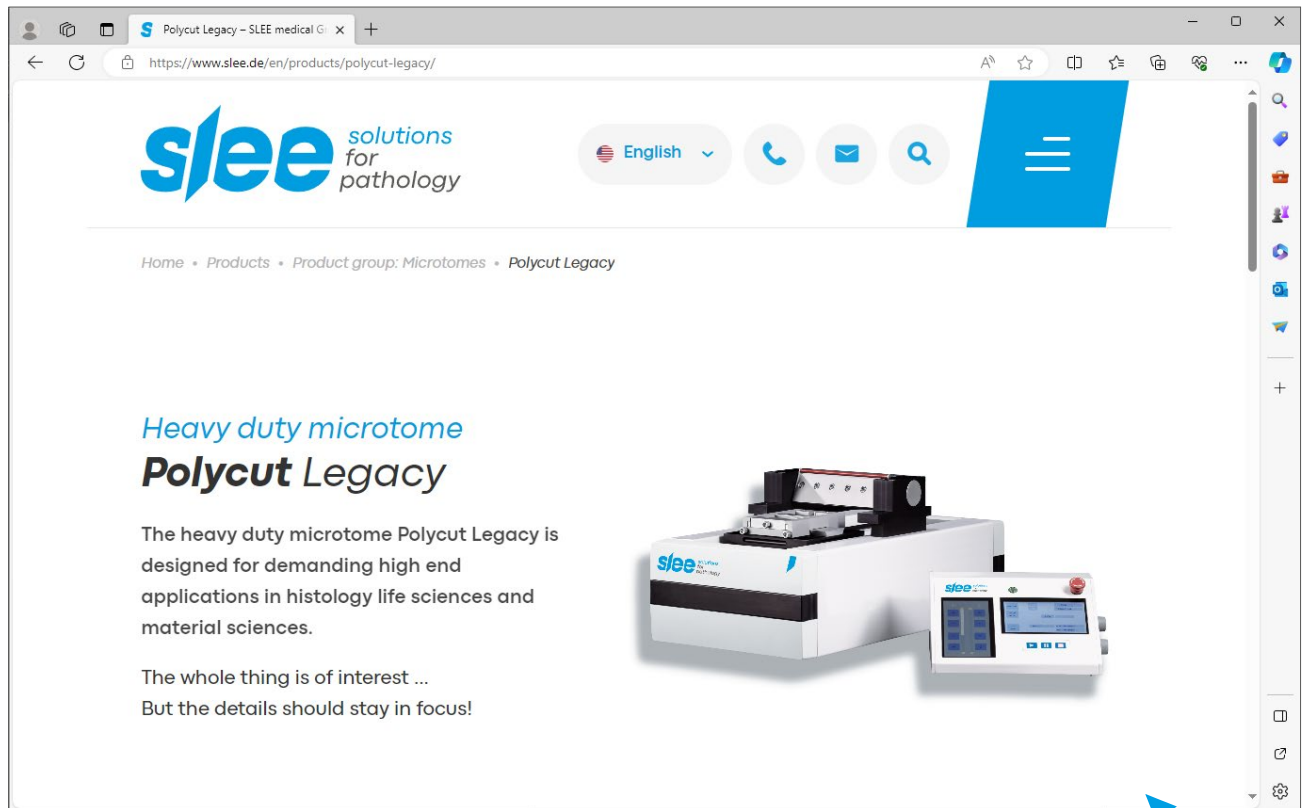 Polycut Legacy – SLEE medical G
https://www.slee.de/en/products/polycut-legacy/
slee solutions
for
pathology
English
Home • Products • Product group: Microtomes • Polycut Legacy
Heavy duty microtome
Polycut Legacy
The heavy duty microtome Polycut Legacy is
designed for demanding high end
applications in histology life sciences and
material sciences.
The whole thing is of interest ...
But the details should stay in focus!
slee solutions
for
pathology
slee